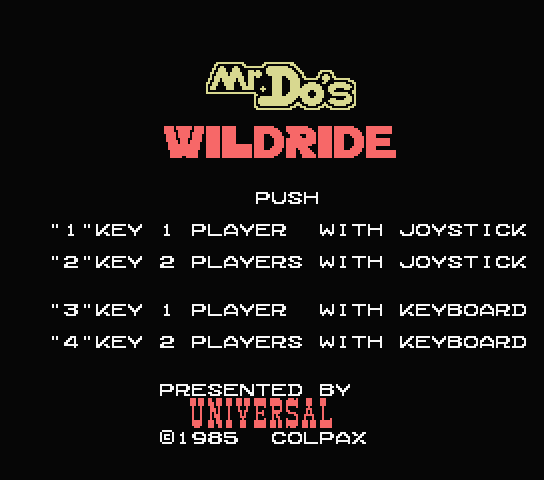 Mr. Do's
WILDRIDE
PUSH
"1"KEY 1 PLAYER WITH JOYSTICK
"2"KEY 2 PLAYERS WITH JOYSTICK
"3"KEY 1 PLAYER WITH KEYBOARD
"4"KEY 2 PLAYERS WITH KEYBOARD
PRESENTED BY
UNIVERSAL
©1985 COLPAX